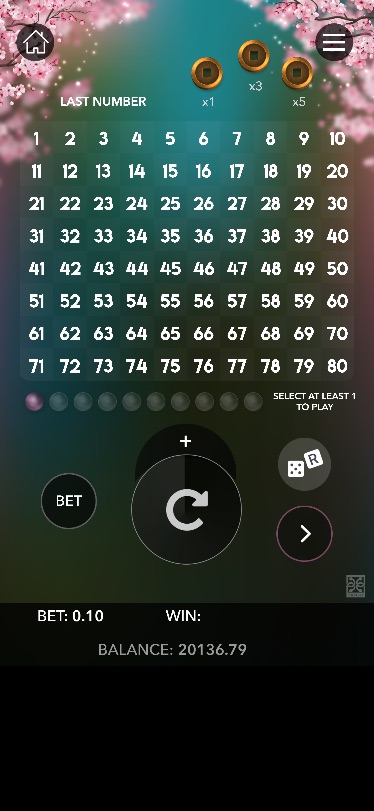 x3
x1
x5
LAST NUMBER
1 2 3 4 5 6 7 8 9 10
11 12 13 14 15 16 17 18 19 20
21 22 23 24 25 26 27 28 29 30
31 32 33 34 35 36 37 38 39 40
41 42 43 44 45 46 47 48 49 50
51 52 53 54 55 56 57 58 59 60
61 62 63 64 65 66 67 68 69 70
71 72 73 74 75 76 77 78 79 80
SELECT AT LEAST 1
TO PLAY
+
R
BET
BET: 0.10 WIN:
BALANCE: 20136.79